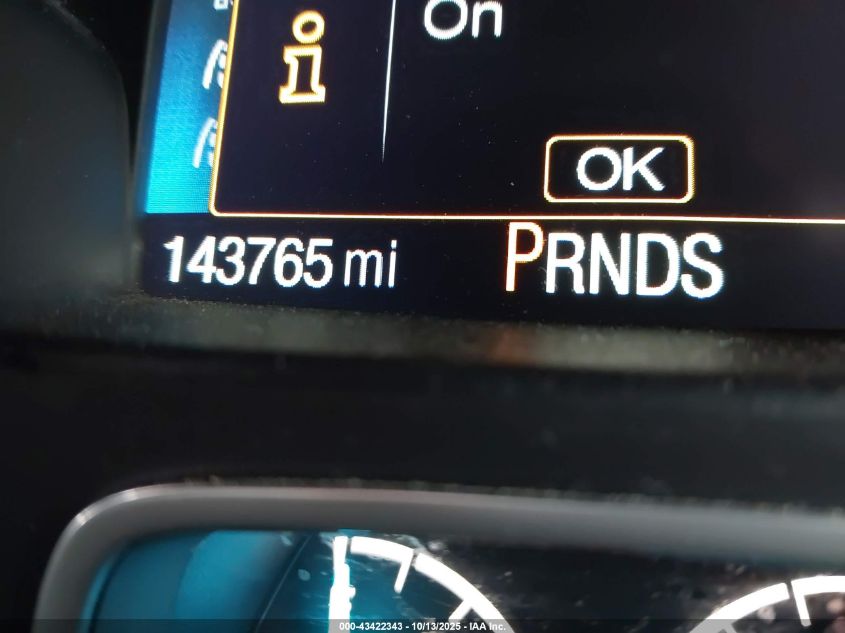 On
OK
143765 mi PRNDS
000-43422343 - 10/13/2025 - IAA Inc.